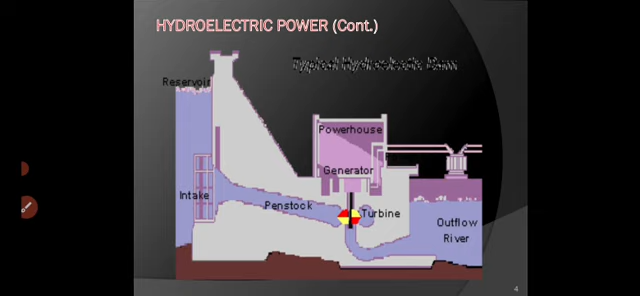 HYDROELECTRIC POWER (Cont.)
Typical Hydroelectric Dam
Reservoir
Powerhouse
Generator
Intake
Penstock
Turbine
Outflow
River
4